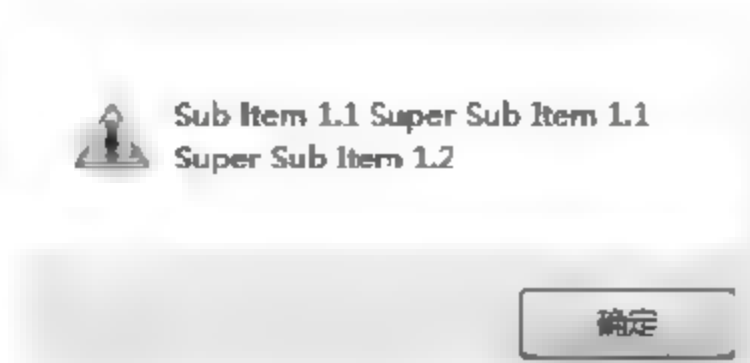 Sub Item 1.1 Super Sub Item 1.1
Super Sub Item 1.2
确定